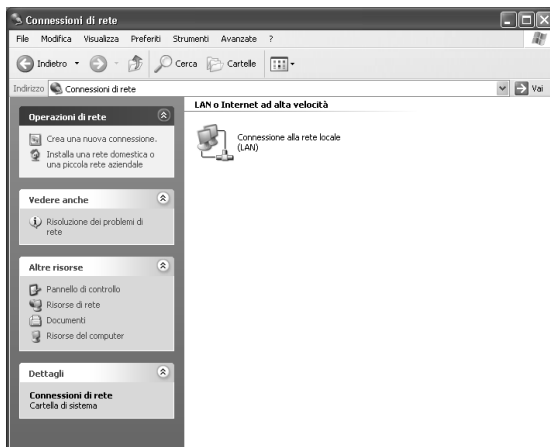 Connessioni di rete
File Modifica Visualizza Preferiti Strumenti Avanzate ?
Indietro Cerca Cartelle
Indirizzo Connessioni di rete Vai
Operazioni di rete
Crea una nuova connessione.
Installa una rete domestica o
una piccola rete aziendale
Vedere anche
Risoluzione dei problemi di
rete
Altre risorse
Pannello di controllo
Risorse di rete
Documenti
Risorse del computer
Dettagli
Connessioni di rete
Cartella di sistema
LAN o Internet ad alta velocità
Connessione alla rete locale
(LAN)